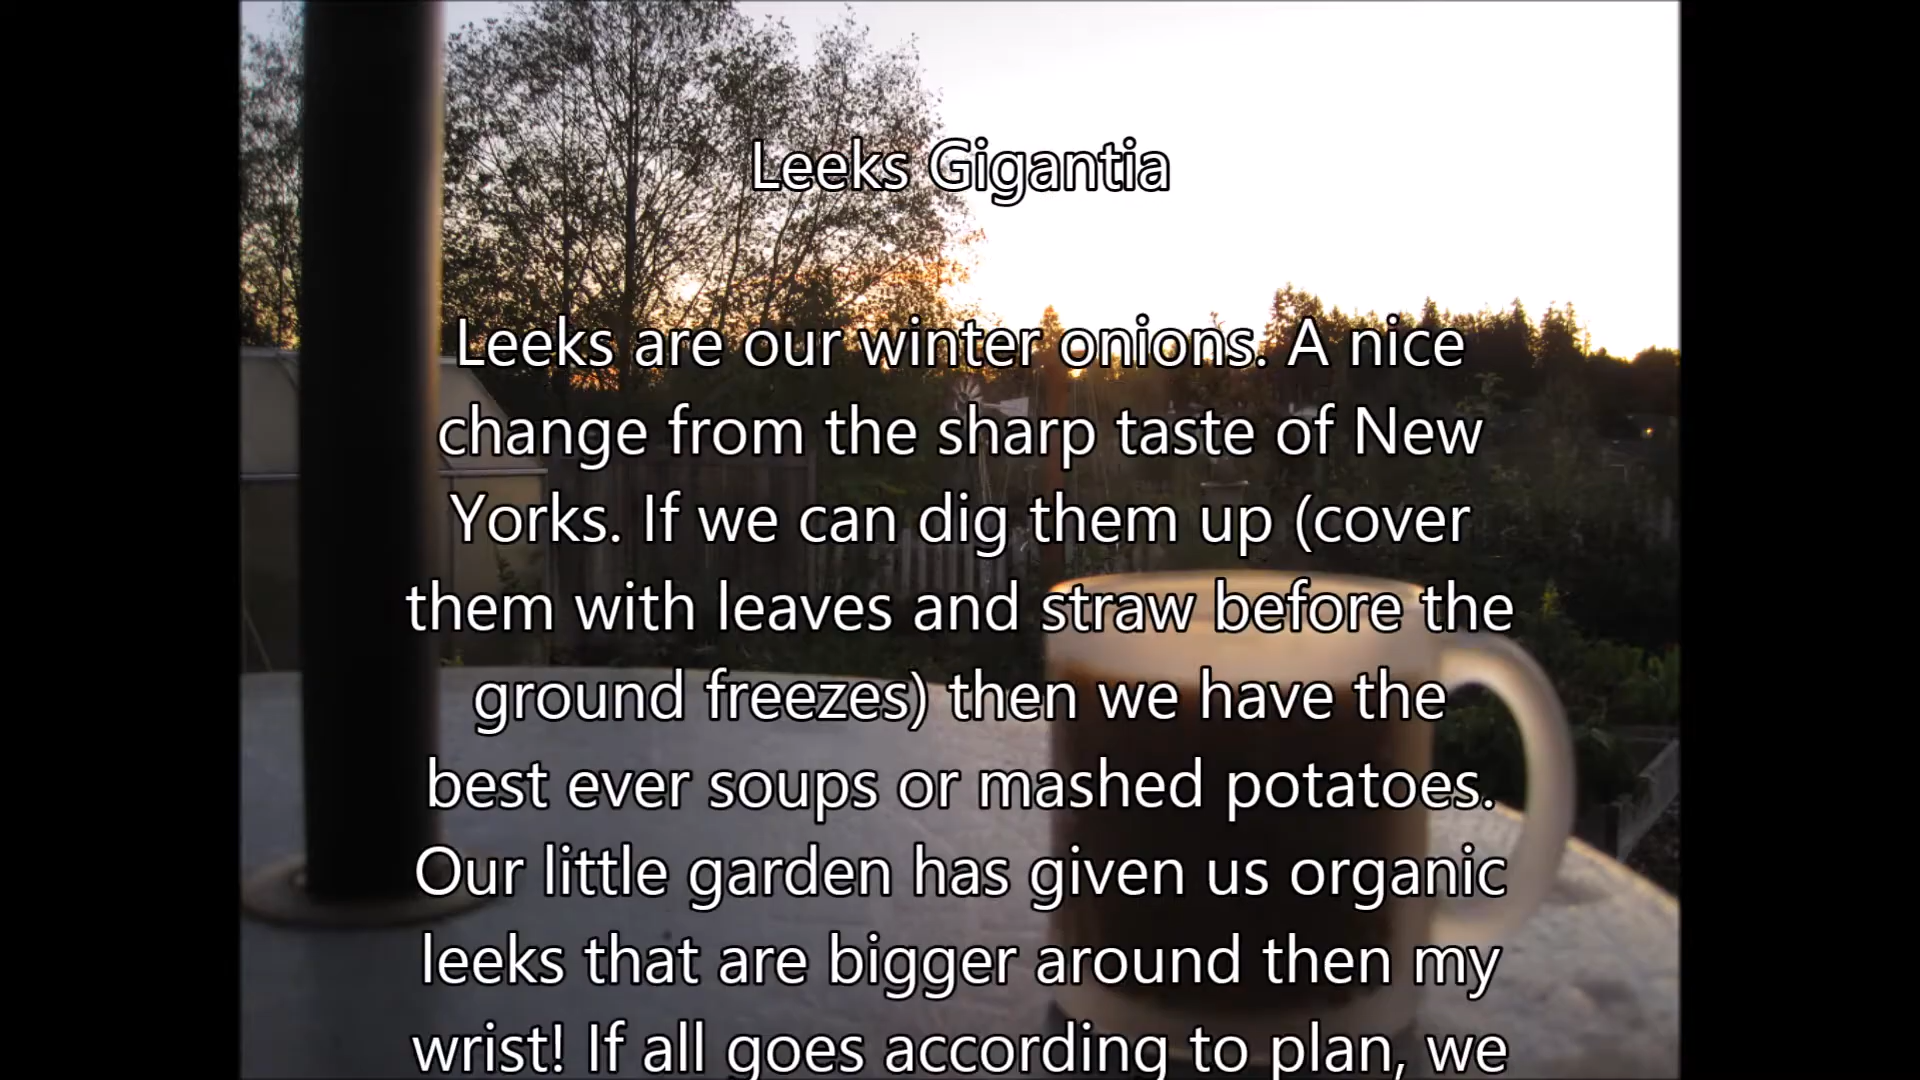 Leeks Gigantia
Leeks are our winter onions. A nice
change from the sharp taste of New
Yorks. If we can dig them up (cover
them with leaves and straw before the
ground freezes) then we have the
best ever soups or mashed potatoes.
Our little garden has given us organic
leeks that are bigger around then my
wrist! If all goes according to plan, we